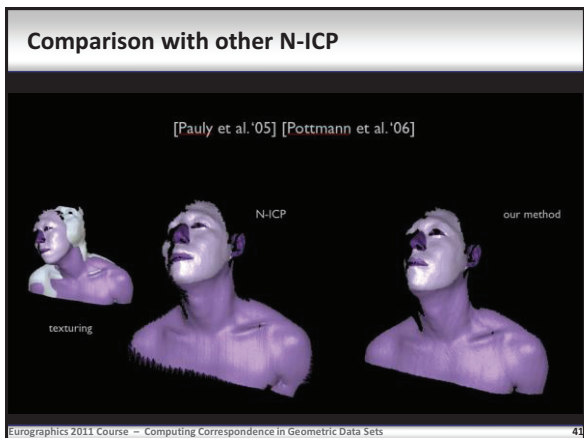 Comparison with other N-ICP
[Pauly et al.‘05] [Pottmann et al.‘06]
N-ICP
our method
texturing
Eurographics 2011 Course – Computing Correspondence in Geometric Data Sets 41